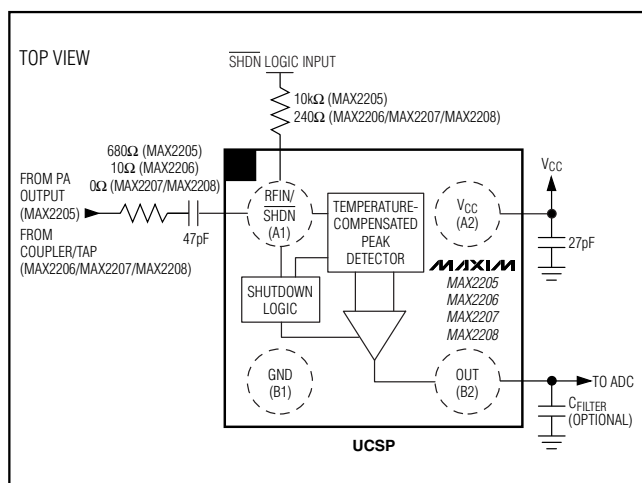 TOP VIEW
SHDN LOGIC INPUT
10kΩ (MAX2205)
240Ω (MAX2206/MAX2207/MAX2208)
680Ω (MAX2205)
10Ω (MAX2206)
0Ω (MAX2207/MAX2208)
FROM PA
OUTPUT
(MAX2205)
FROM
COUPLER/TAP
(MAX2206/MAX2207/MAX2208)
47pF
RFIN/
SHDN
(A1)
TEMPERATURE-
COMPENSATED
PEAK
DETECTOR
VCC
(A2)
VCC
27pF
MAXIM
MAX2205
MAX2206
MAX2207
MAX2208
SHUTDOWN
LOGIC
GND
(B1)
OUT
(B2)
TO ADC
CFILTER
(OPTIONAL)
UCSP